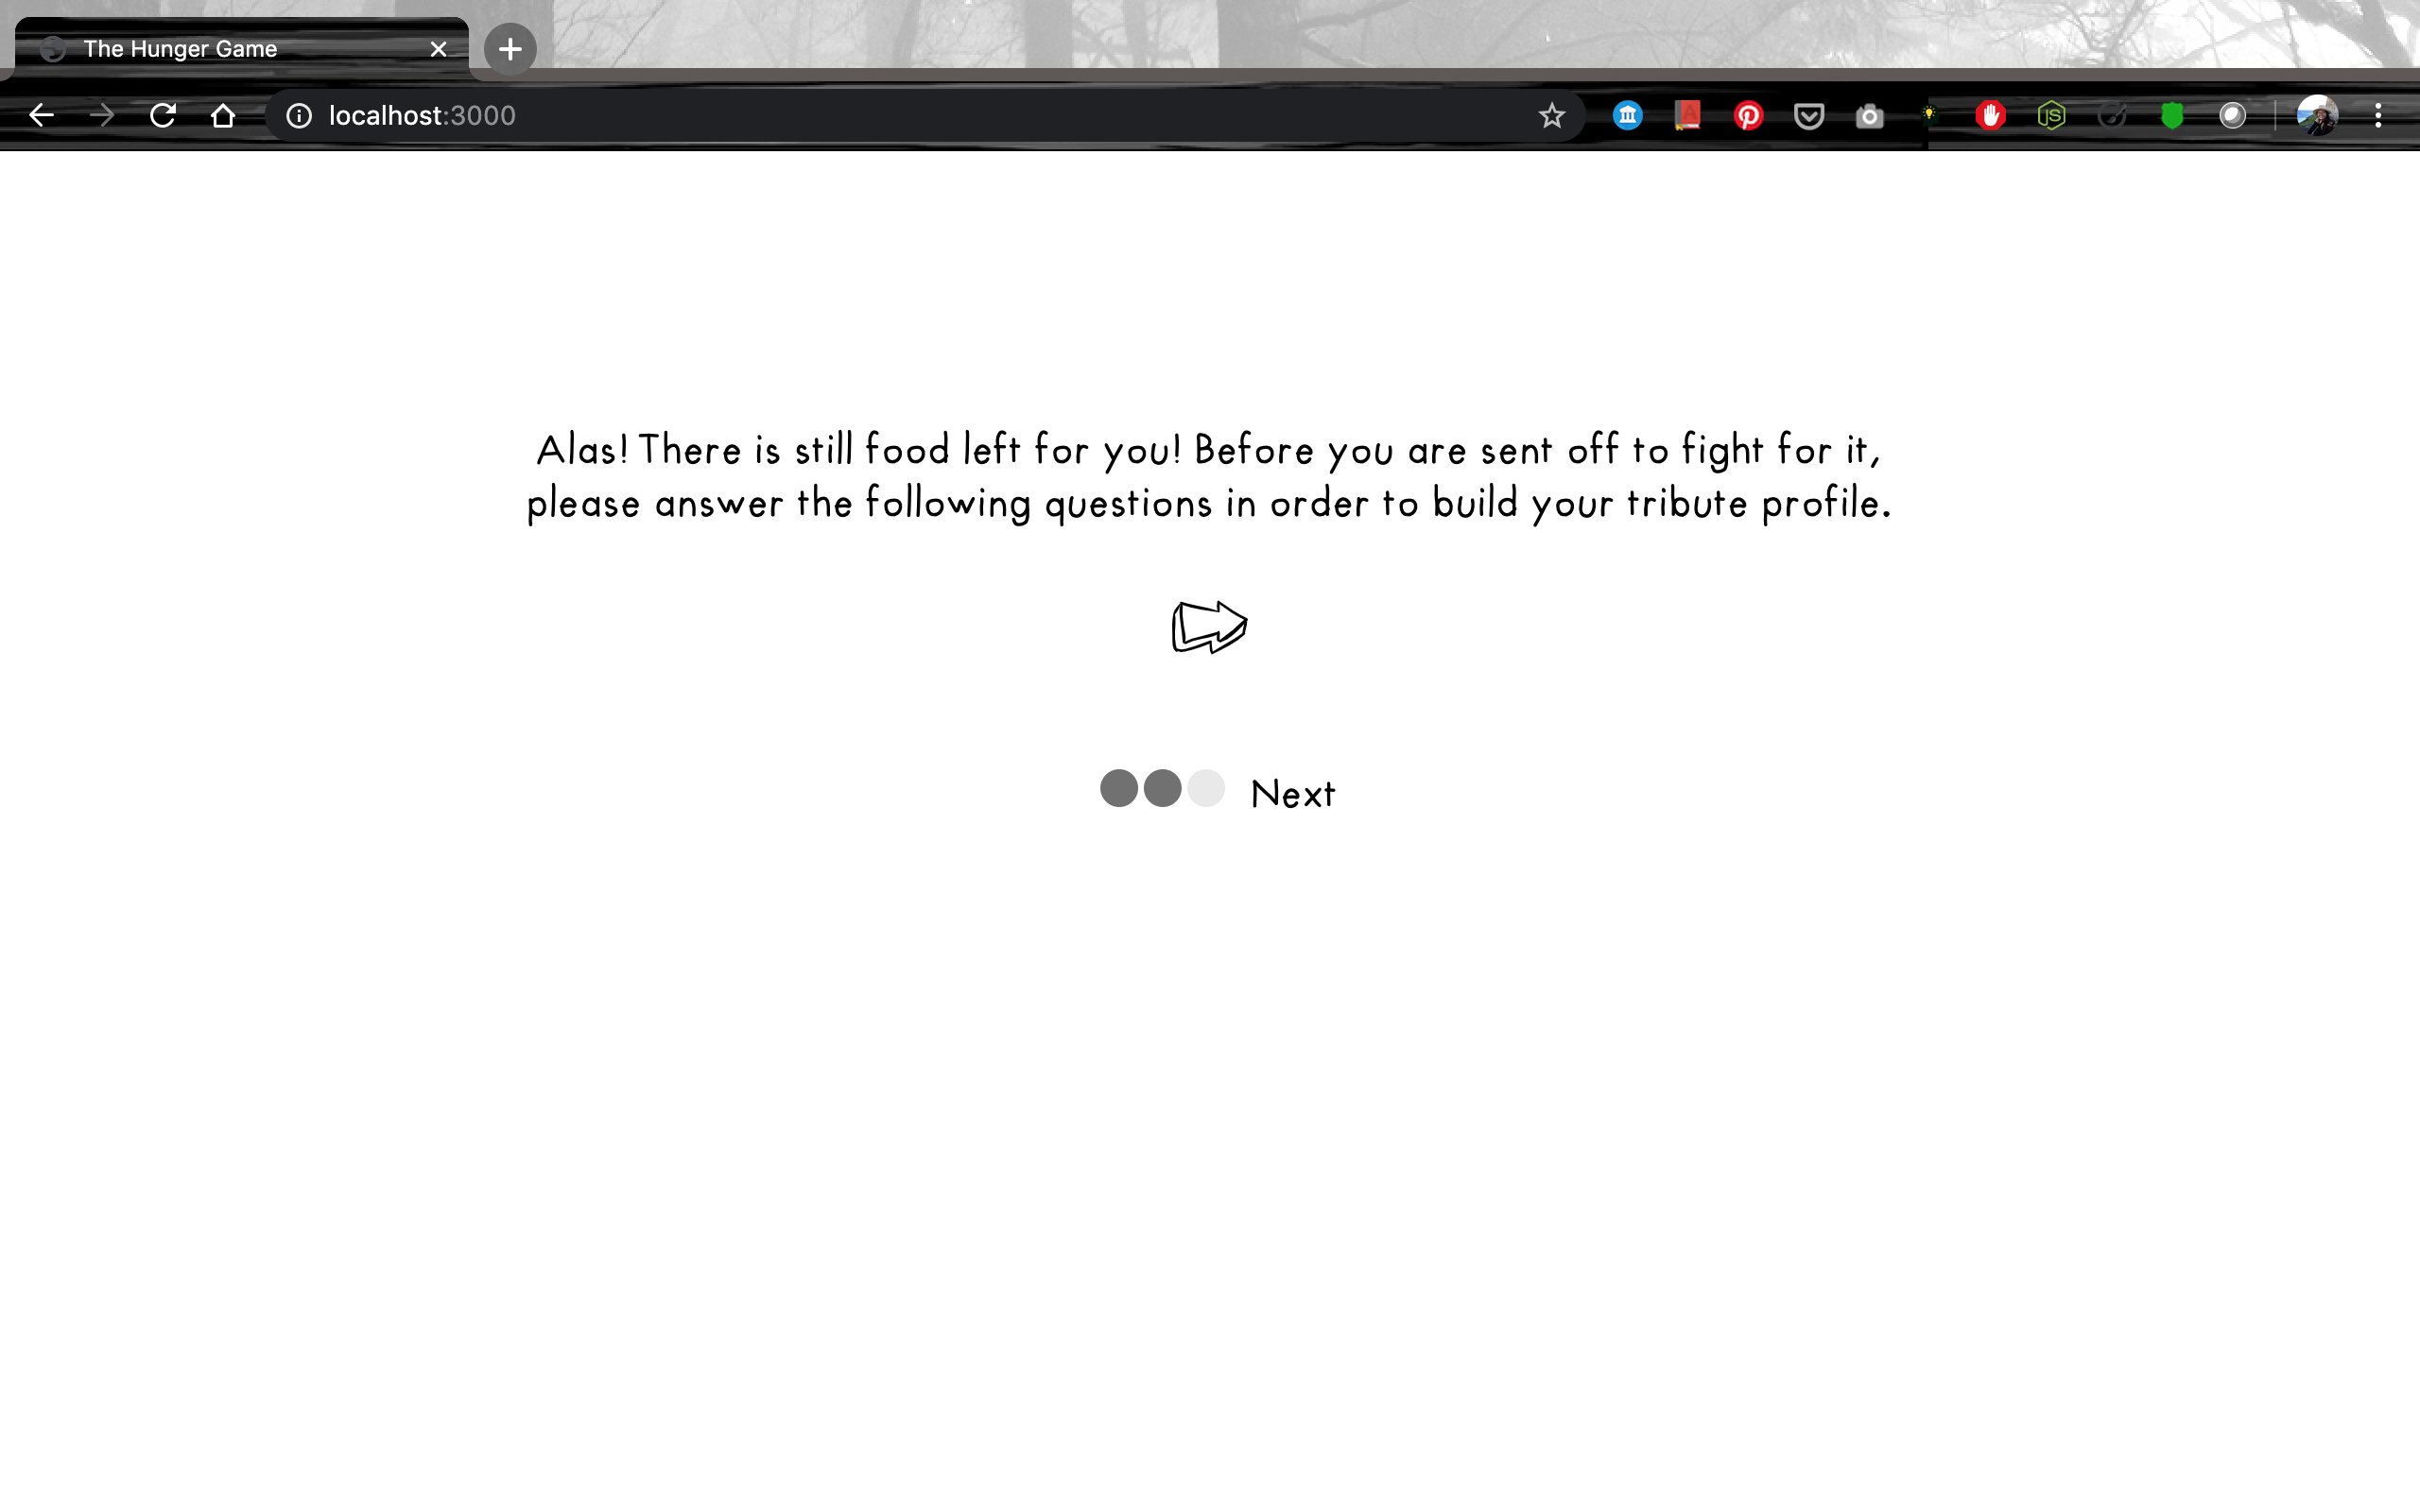 The Hunger Game
localhost:3000
Alas! There is still food left for you! Before you are sent off to fight for it,
please answer the following questions in order to build your tribute profile.
Next